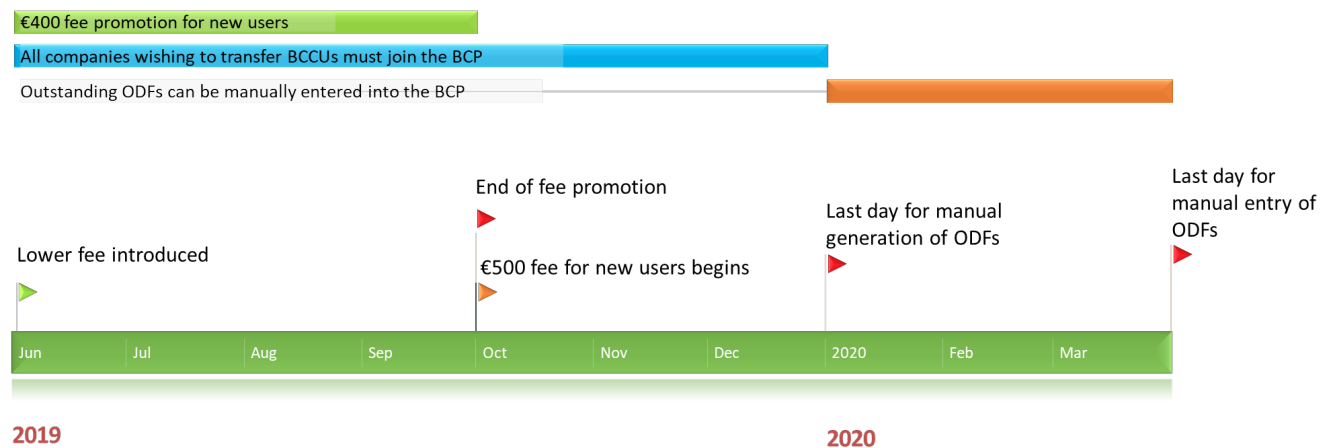 €400 fee promotion for new users
All companies wishing to transfer BCCUs must join the BCP
Outstanding ODFs can be manually entered into the BCP
Last day for
manual entry of
ODFs
End of fee promotion
Last day for manual
generation of ODFs
Lower fee introduced
€500 fee for new users begins
Jun Jul Aug Sep Oct Nov Dec 2020 Feb Mar
2019 2020